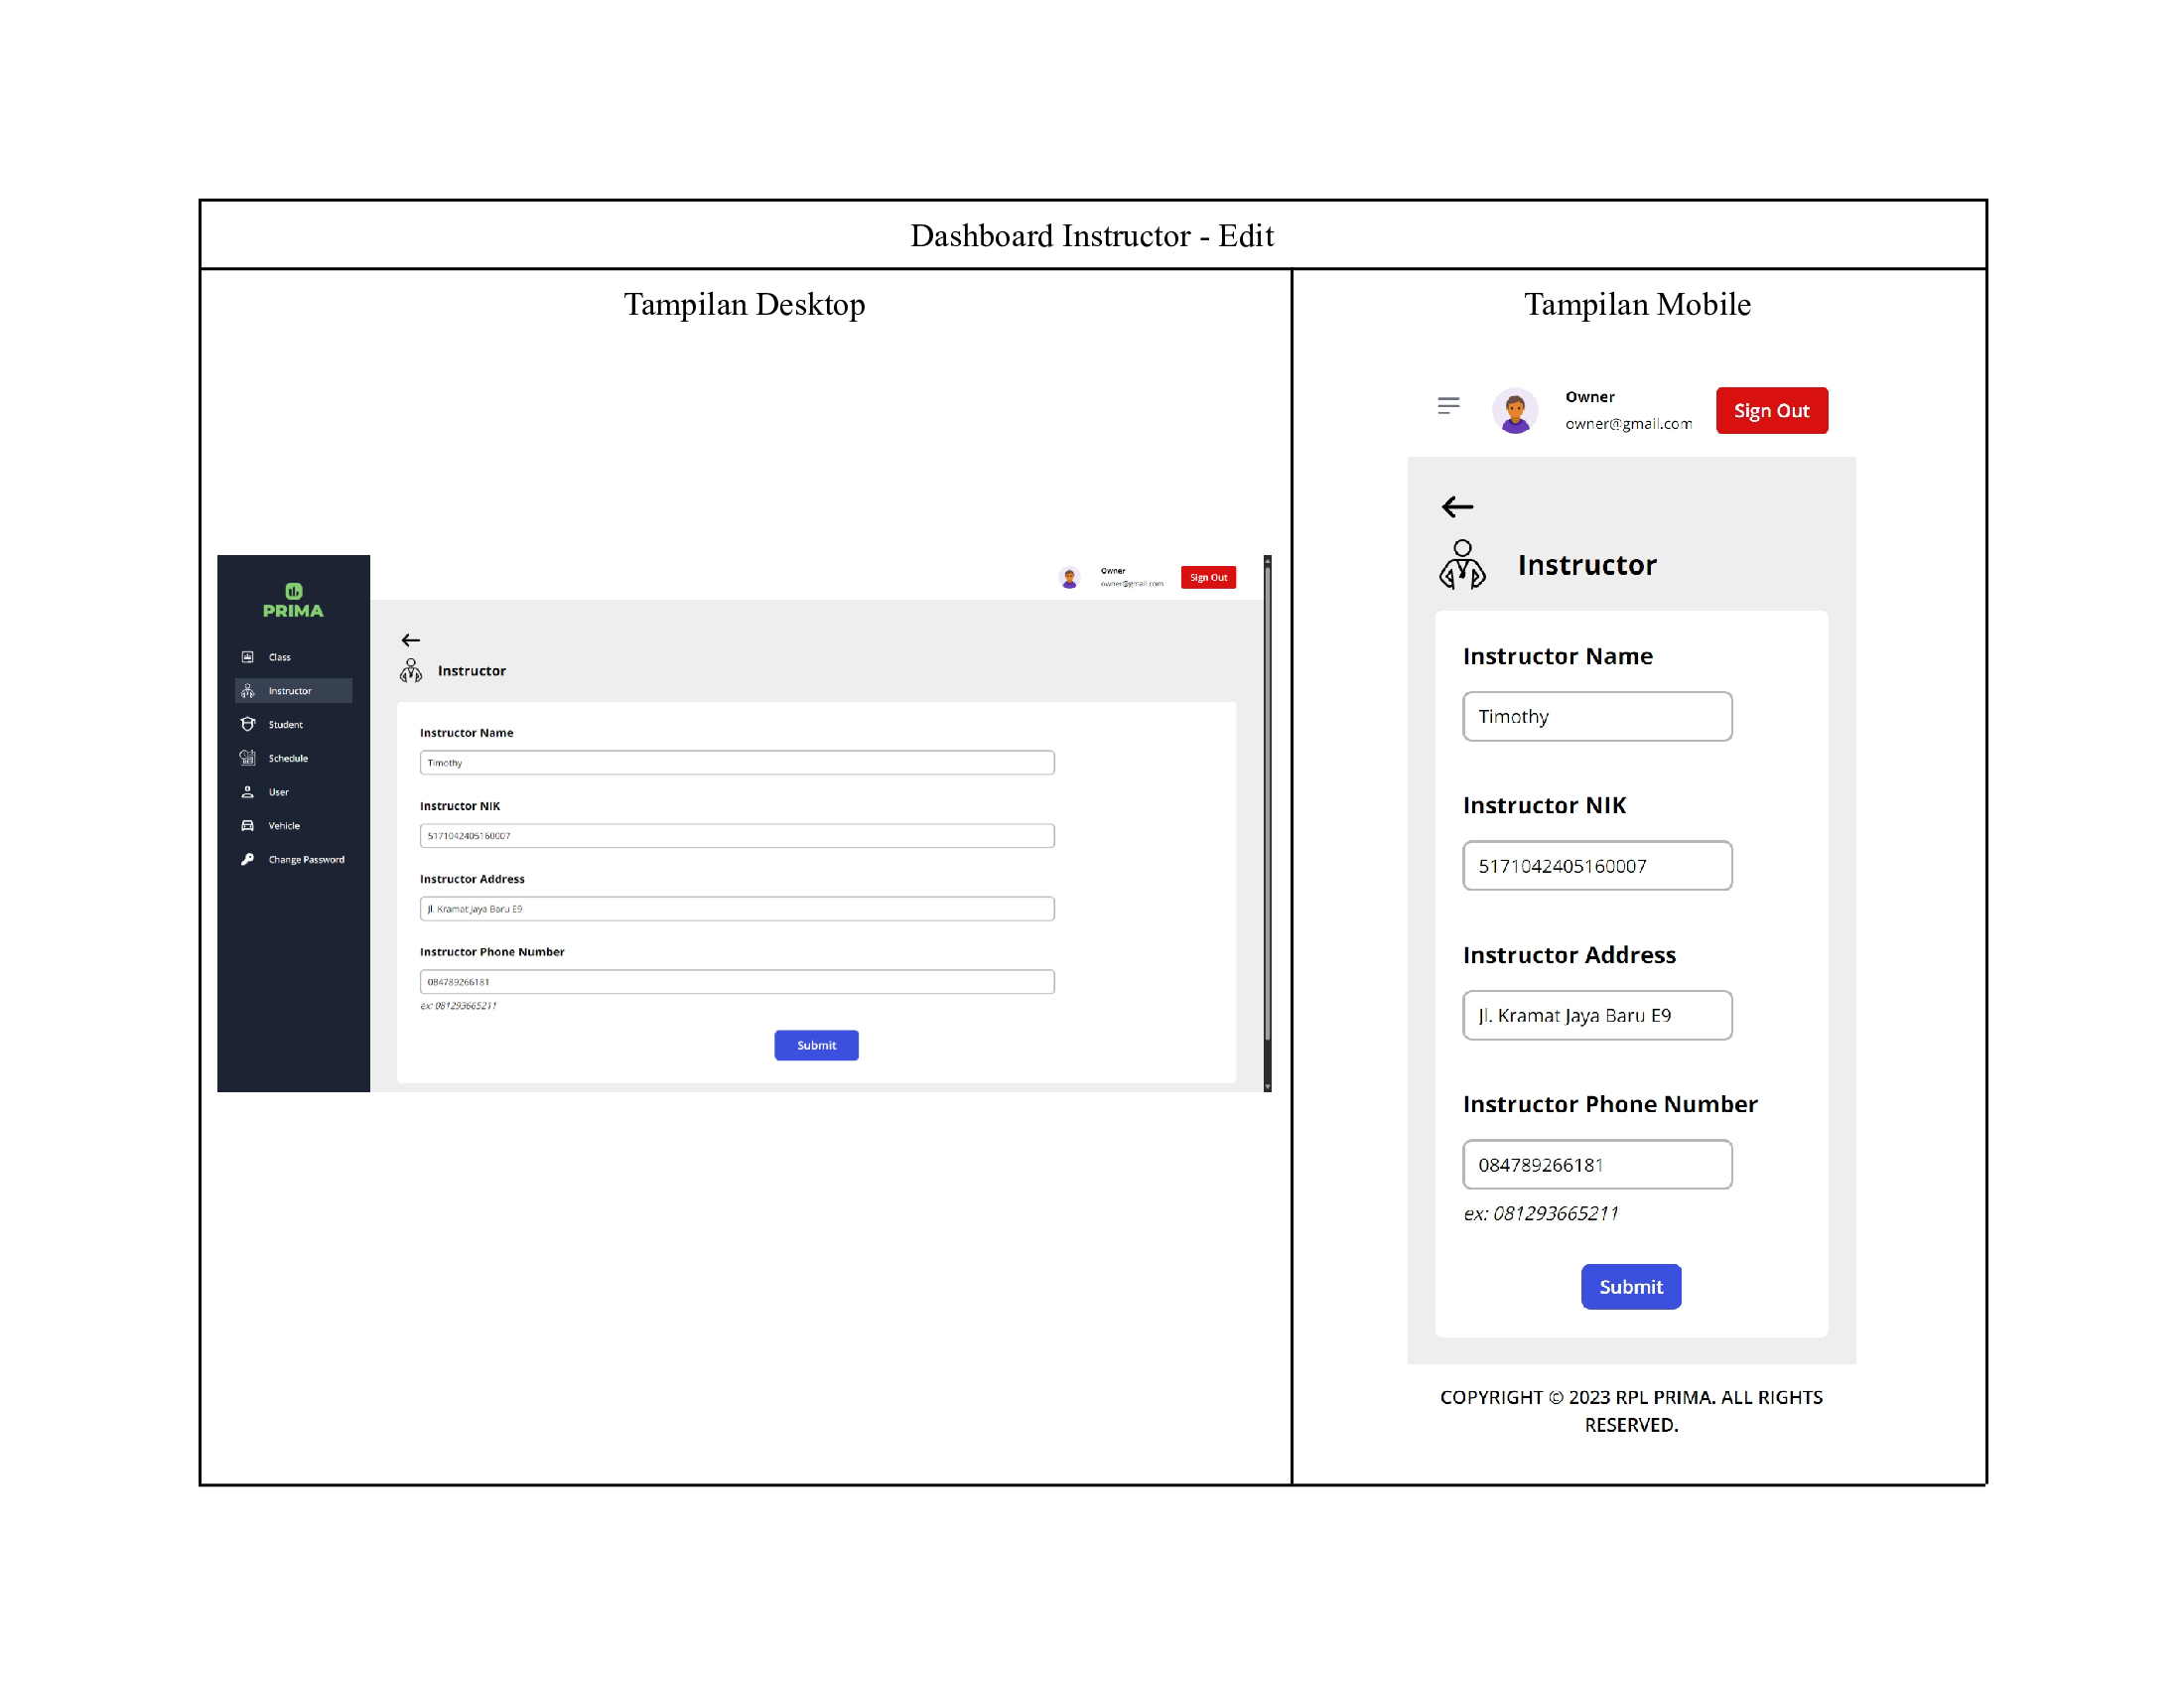 Dashboard Instructor - Edit
Tampilan Desktop
PRIMA
Class
Instructor
Student
Schedule
User
Vehicle
Change Password
Owner
owner@gmail.com
Sign Out
Instructor
Instructor Name
Timothy
Instructor NIK
5171042405160007
Instructor Address
Jl. Kramat Jaya Baru E9
Instructor Phone Number
084789266181
ex: 081293665211
Submit
Tampilan Mobile
Owner
owner@gmail.com
Sign Out
Instructor
Instructor Name
Timothy
Instructor NIK
5171042405160007
Instructor Address
Jl. Kramat Jaya Baru E9
Instructor Phone Number
084789266181
ex: 081293665211
Submit
COPYRIGHT © 2023 RPL PRIMA. ALL RIGHTS
RESERVED.